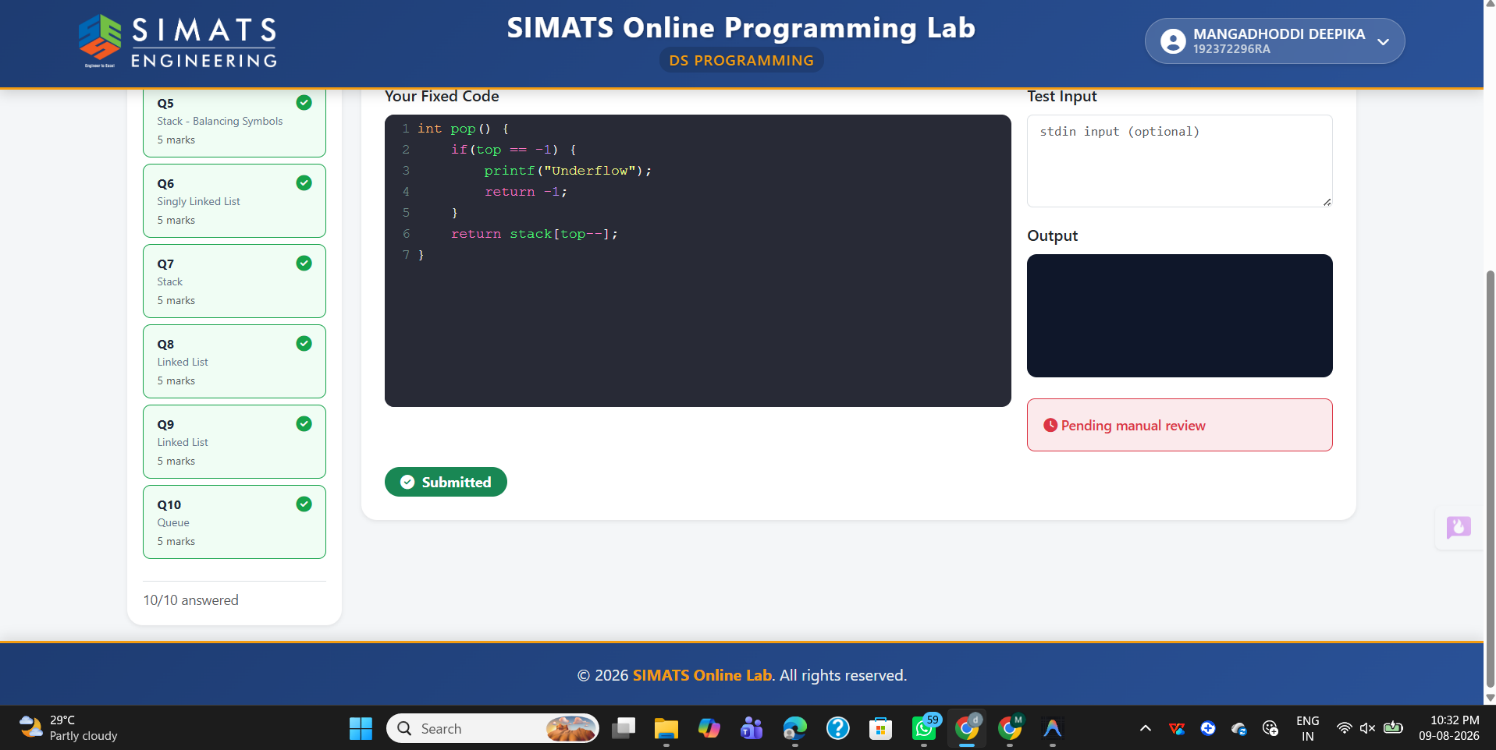 SIMATS
ENGINEERING
Engineer to Excel
SIMATS Online Programming Lab
DS PROGRAMMING
MANGADHODDI DEEPIKA
192372296RA
Q5
Stack - Balancing Symbols
5 marks
Q6
Singly Linked List
5 marks
Q7
Stack
5 marks
Q8
Linked List
5 marks
Q9
Linked List
5 marks
Q10
Queue
5 marks
10/10 answered
Your Fixed Code
1 int pop() {
2     if(top == -1) {
3         printf("Underflow");
4         return -1;
5     }
6     return stack[top--];
7 }
Submitted
Test Input
stdin input (optional)
Output
Pending manual review
© 2026 SIMATS Online Lab. All rights reserved.
29°C
Partly cloudy
Search
59
d
M
ENG
IN
10:32 PM
09-08-2026